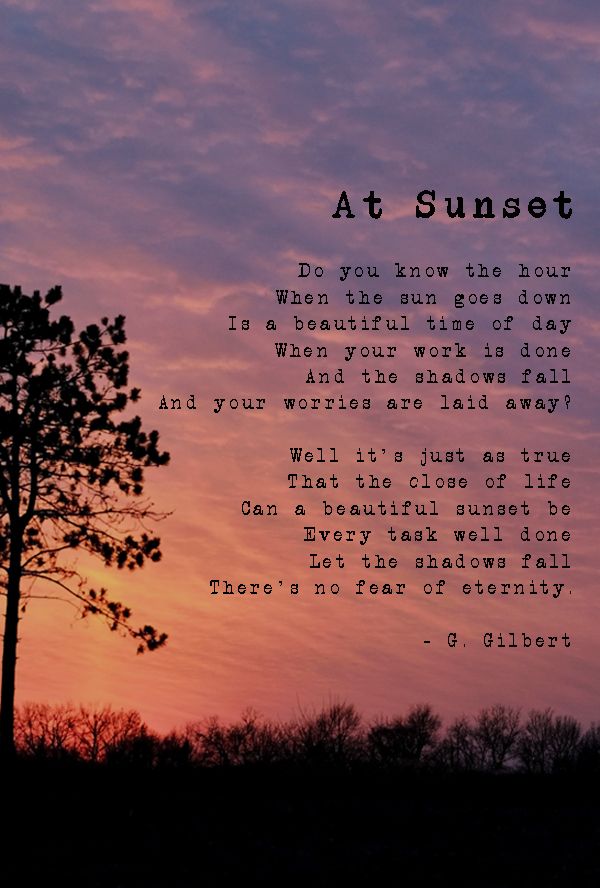 At Sunset
Do you know the hour
When the sun goes down
Is a beautiful time of day
When your work is done
And the shadows fall
And your worries are laid away?
Well it's just as true
That the close of life
Can a beautiful sunset be
Every task well done
Let the shadows fall
There's no fear of eternity.
- G. Gilbert